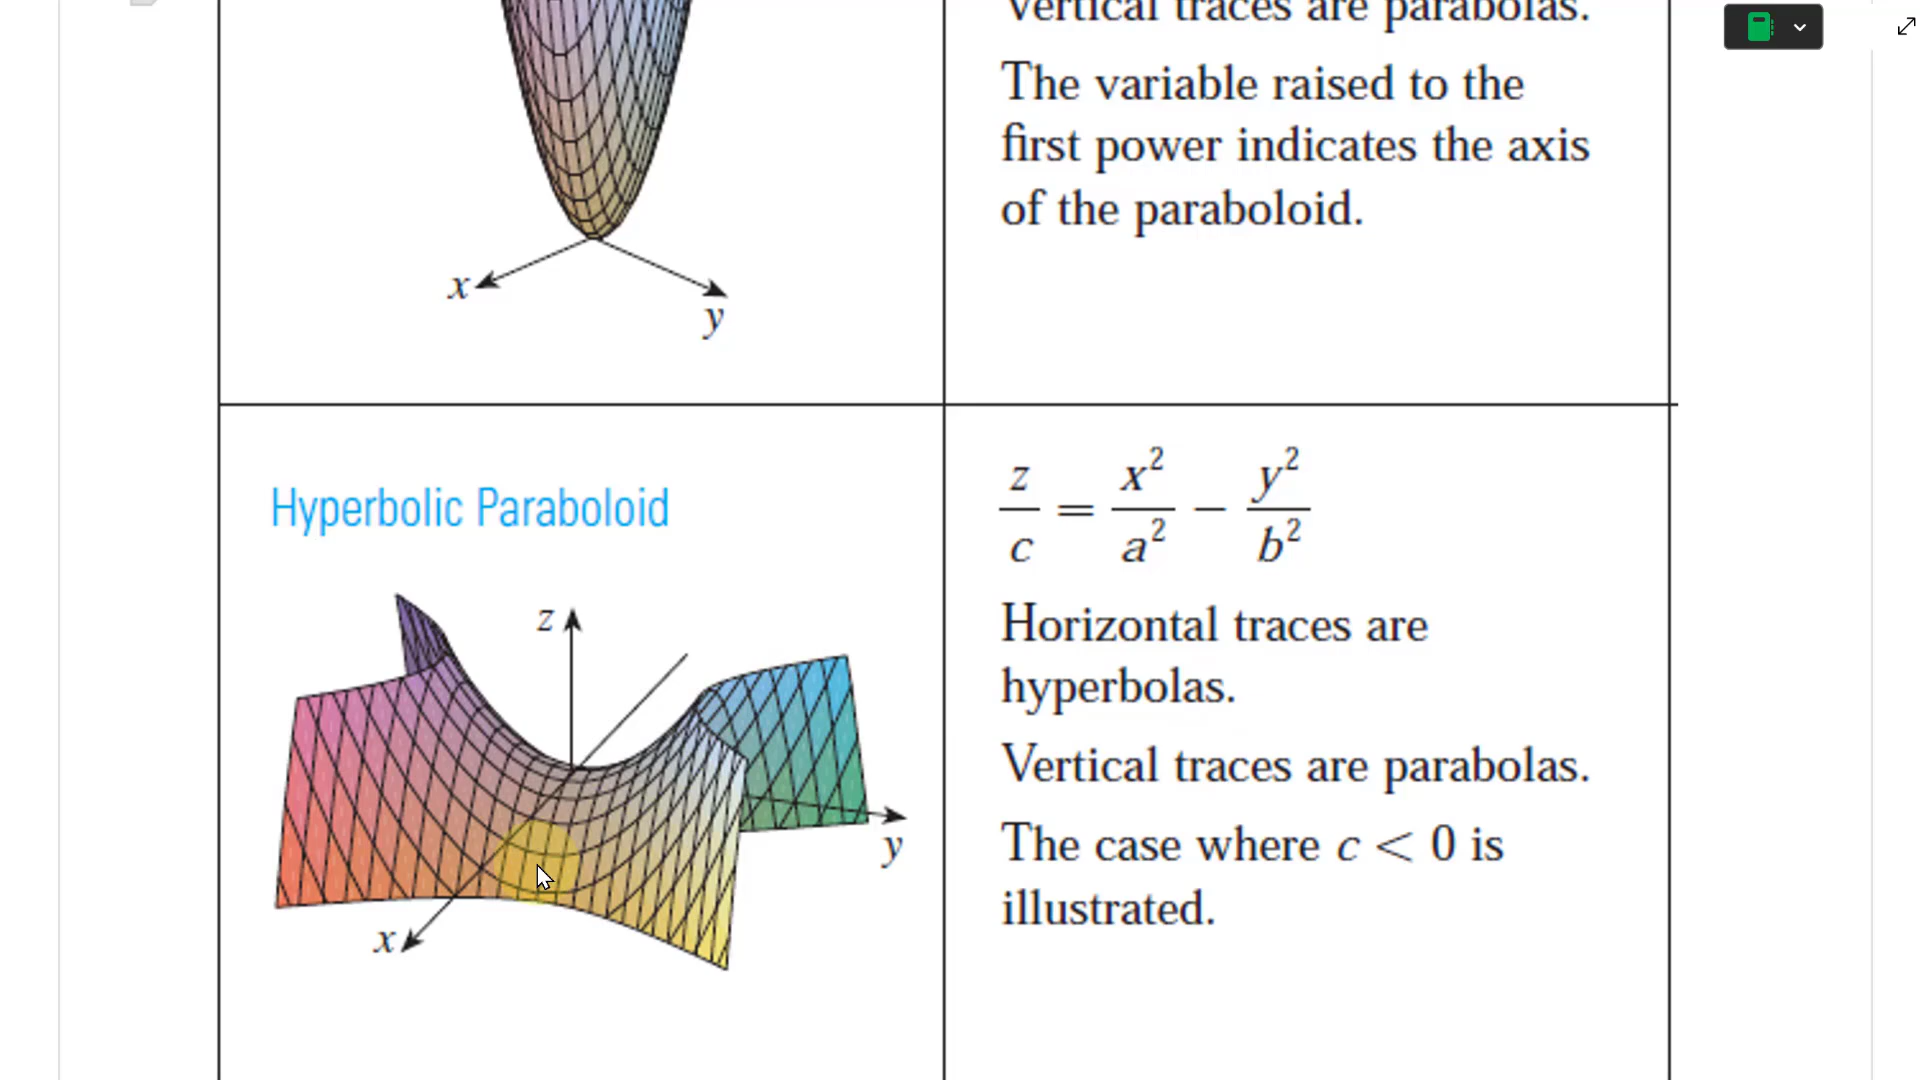 Vertical traces are parabolas.
The variable raised to the
first power indicates the axis
of the paraboloid.
x
y
Hyperbolic Paraboloid
z
y
x
z/c = x²/a² − y²/b²
Horizontal traces are
hyperbolas.
Vertical traces are parabolas.
The case where c < 0 is
illustrated.